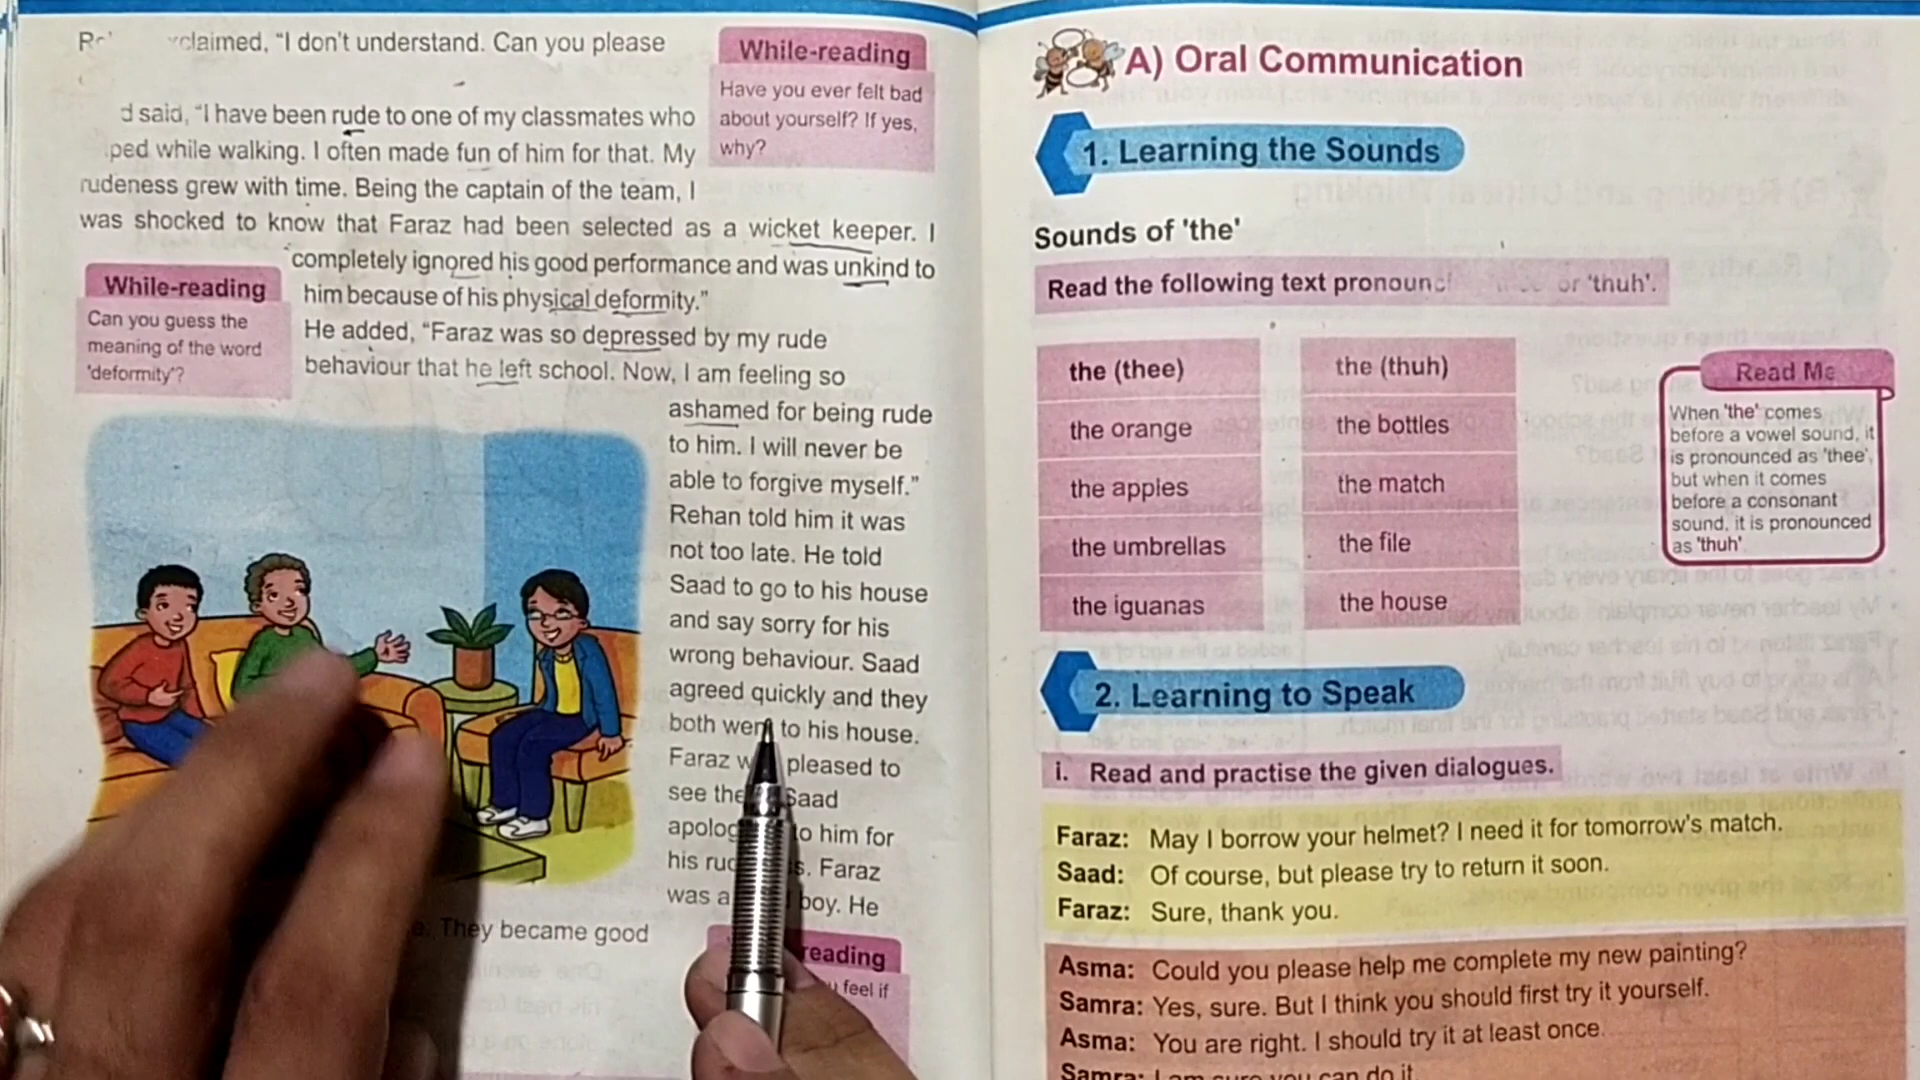 claimed, “I don't understand. Can you please
said, “I have been rude to one of my classmates who
while walking. I often made fun of him for that. My
rudeness grew with time. Being the captain of the team, I
was shocked to know that Faraz had been selected as a wicket keeper. I
completely ignored his good performance and was unkind to
him because of his physical deformity.”
He added, “Faraz was so depressed by my rude
behaviour that he left school. Now, I am feeling so
ashamed for being rude
to him. I will never be
able to forgive myself.”
Rehan told him it was
not too late. He told
Saad to go to his house
and say sorry for his
wrong behaviour. Saad
agreed quickly and they
both went to his house.
Faraz pleased to
see Saad
to him for
his Faraz
was a boy. He
They became good
While-reading
Have you ever felt bad
about yourself? If yes,
why?
While-reading
Can you guess the
meaning of the word
'deformity'?
reading
feel if
A) Oral Communication
1. Learning the Sounds
Sounds of 'the'
Read the following text or 'thuh'.
the (thee) the (thuh)
the orange the bottles
the apples the match
the umbrellas the file
the iguanas the house
Read Me
When 'the' comes
before a vowel sound, it
is pronounced as 'thee',
but when it comes
before a consonant
sound, it is pronounced
as 'thuh'
2. Learning to Speak
i. Read and practise the given dialogues.
Faraz: May I borrow your helmet? I need it for tomorrow's match.
Saad: Of course, but please try to return it soon.
Faraz: Sure, thank you.
Asma: Could you please help me complete my new painting?
Samra: Yes, sure. But I think you should first try it yourself.
Asma: You are right. I should try it at least once.
Samra: I am sure you can do it.